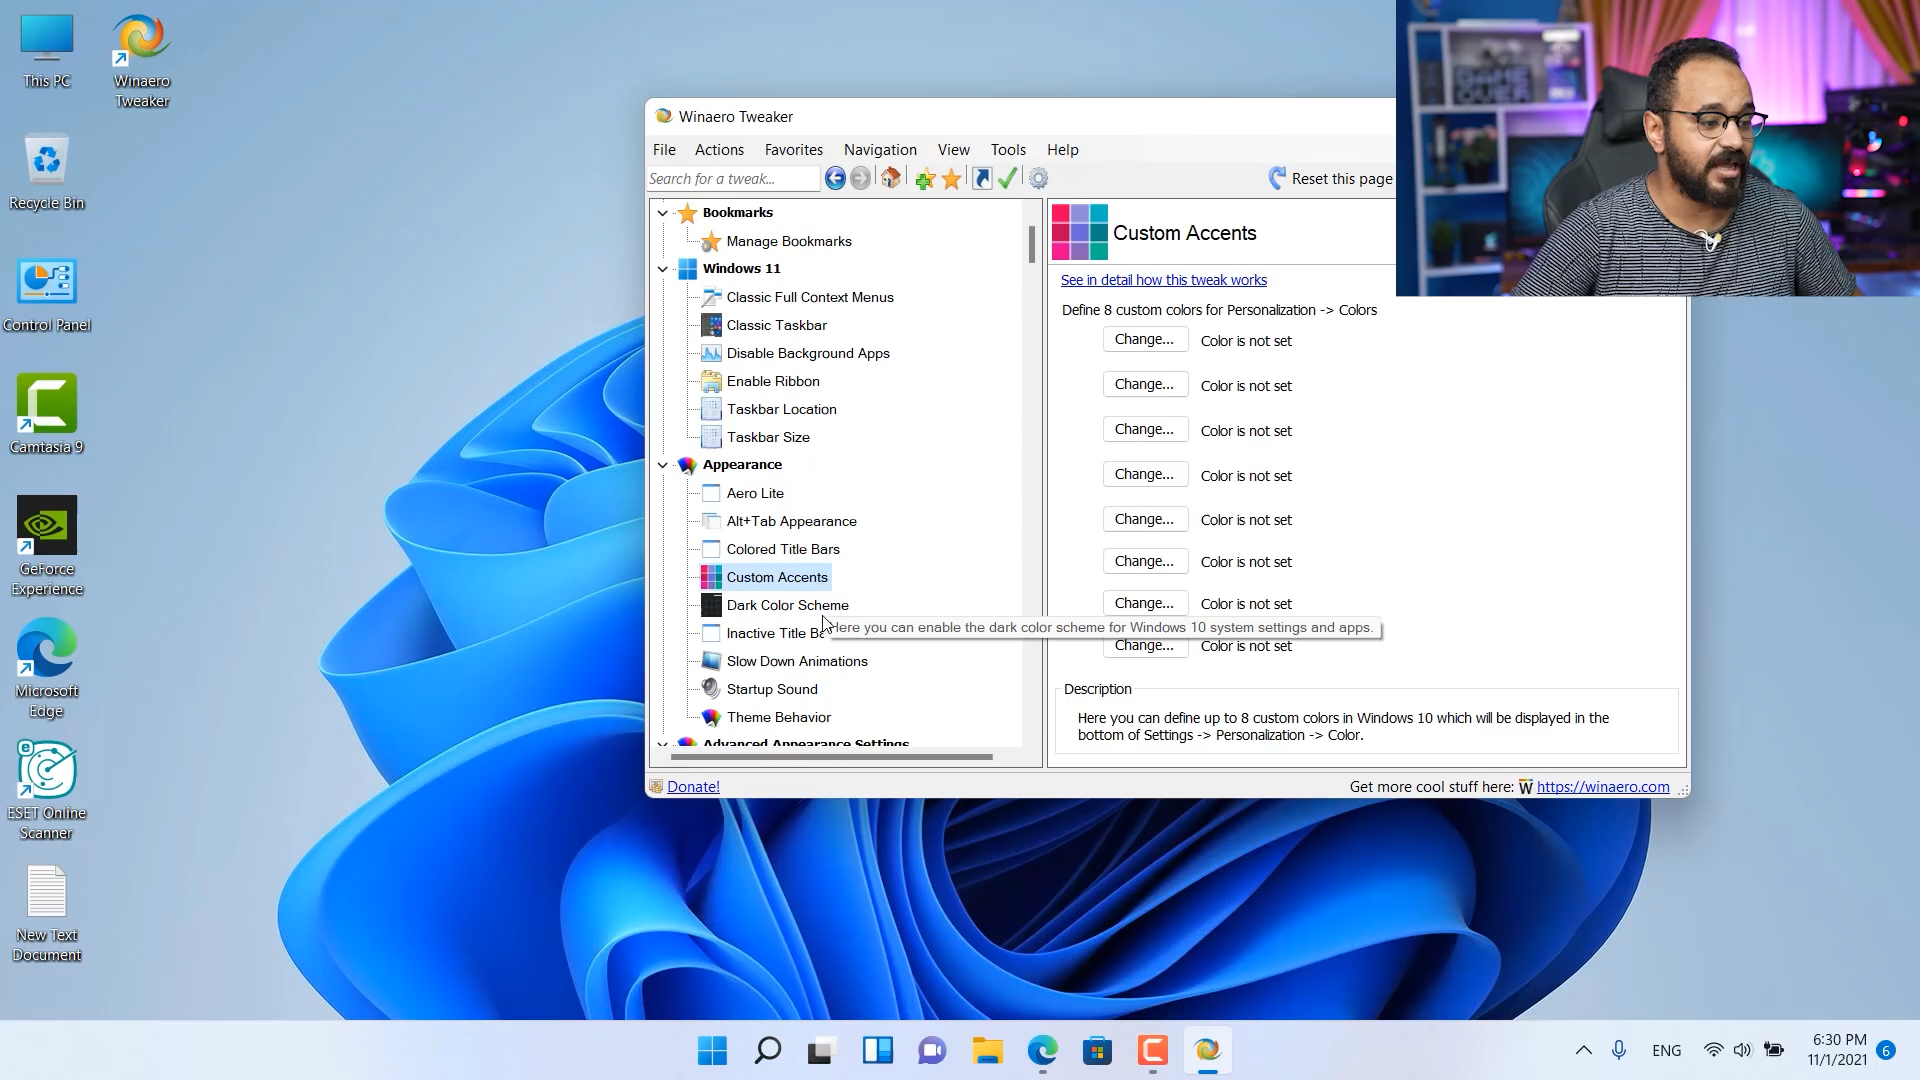 This PC
Winaero
Tweaker
Recycle Bin
Control Panel
Camtasia 9
GeForce
Experience
Microsoft
Edge
ESET Online
Scanner
New Text
Document
Winaero Tweaker
File Actions Favorites Navigation View Tools Help
Search for a tweak...
Reset this page
Bookmarks
Manage Bookmarks
Windows 11
Classic Full Context Menus
Classic Taskbar
Disable Background Apps
Enable Ribbon
Taskbar Location
Taskbar Size
Appearance
Aero Lite
Alt+Tab Appearance
Colored Title Bars
Custom Accents
Dark Color Scheme
Inactive Title
Slow Down Animations
Startup Sound
Theme Behavior
Advanced Appearance Settings
Custom Accents
See in detail how this tweak works
Define 8 custom colors for Personalization -> Colors
Change... Color is not set
Change... Color is not set
Change... Color is not set
Change... Color is not set
Change... Color is not set
Change... Color is not set
Change... Color is not set
Here you can enable the dark color scheme for Windows 10 system settings and apps.
Change... Color is not set
Description
Here you can define up to 8 custom colors in Windows 10 which will be displayed in the
bottom of Settings -> Personalization -> Color.
Donate!
Get more cool stuff here: https://winaero.com
GAME
OVER
ENG
6:30 PM
11/1/2021
6